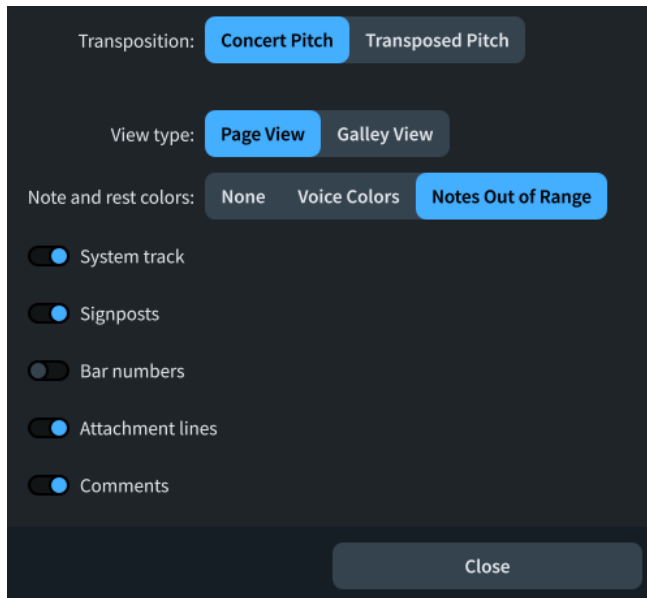 Transposition: Concert Pitch Transposed Pitch
View type: Page View Galley View
Note and rest colors: None Voice Colors Notes Out of Range
System track
Signposts
Bar numbers
Attachment lines
Comments
Close